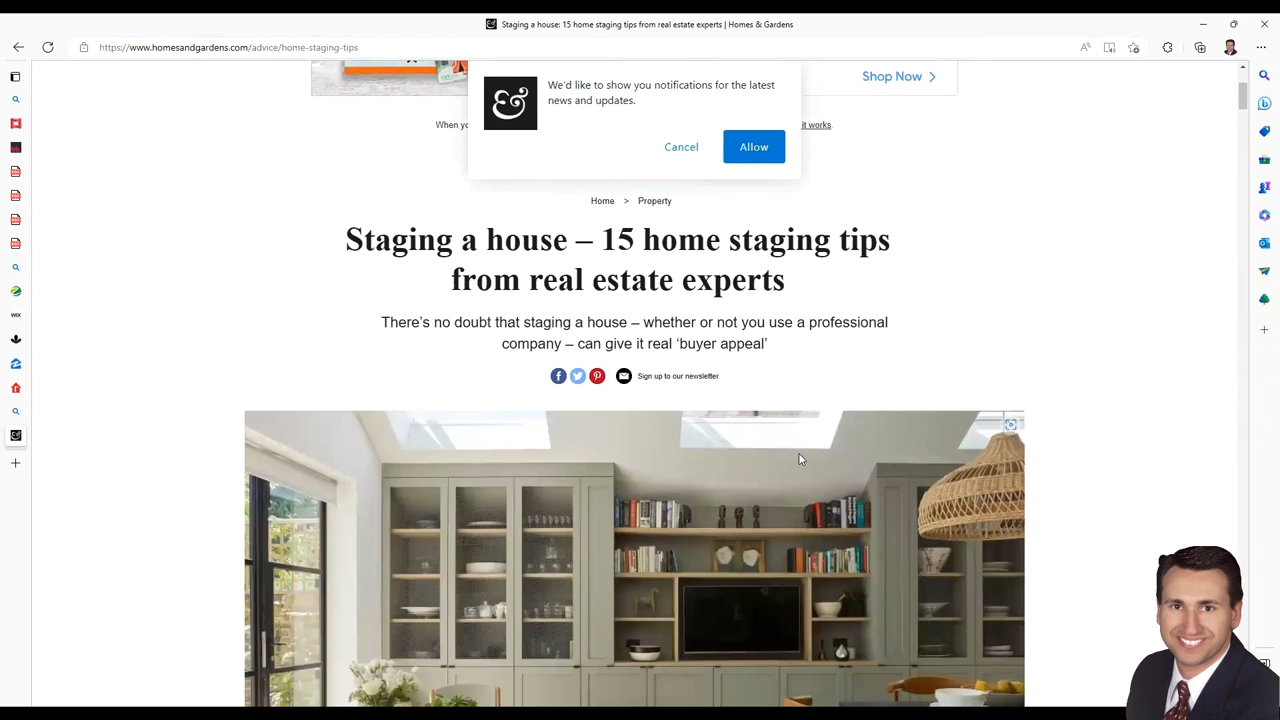 Staging a house: 15 home staging tips from real estate experts | Homes & Gardens
https://www.homesandgardens.com/advice/home-staging-tips
We'd like to show you notifications for the latest
news and updates.
Cancel
Allow
Shop Now
When yo
it works.
Home > Property
Staging a house – 15 home staging tips
from real estate experts
There's no doubt that staging a house – whether or not you use a professional
company – can give it real ‘buyer appeal’
Sign up to our newsletter
WIX